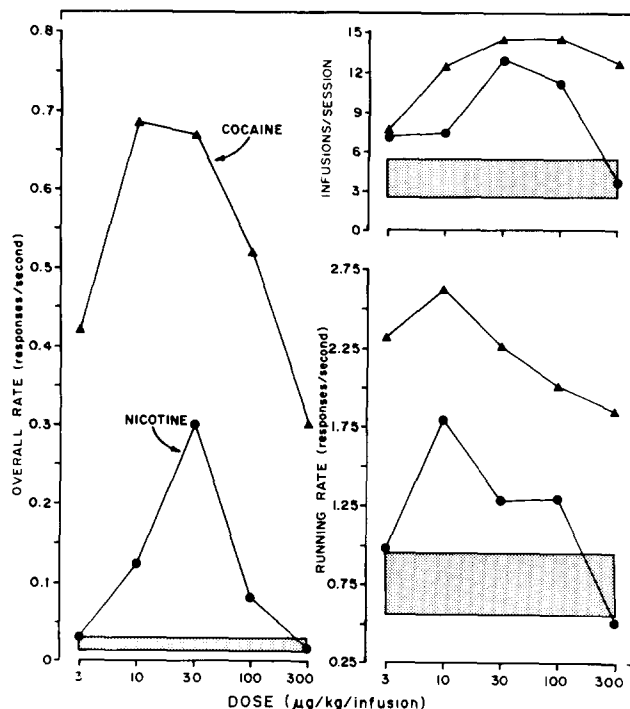 0.8
0.7
0.6
0.5
0.4
0.3
0.2
0.1
0
OVERALL RATE (responses/second)
COCAINE
NICOTINE
3 10 30 100 300
15
12
9
6
3
0
INFUSIONS/SESSION
2.75
2.25
1.75
1.25
0.75
0.25
RUNNING RATE (responses/second)
3 10 30 100 300
DOSE (µg/kg/infusion)